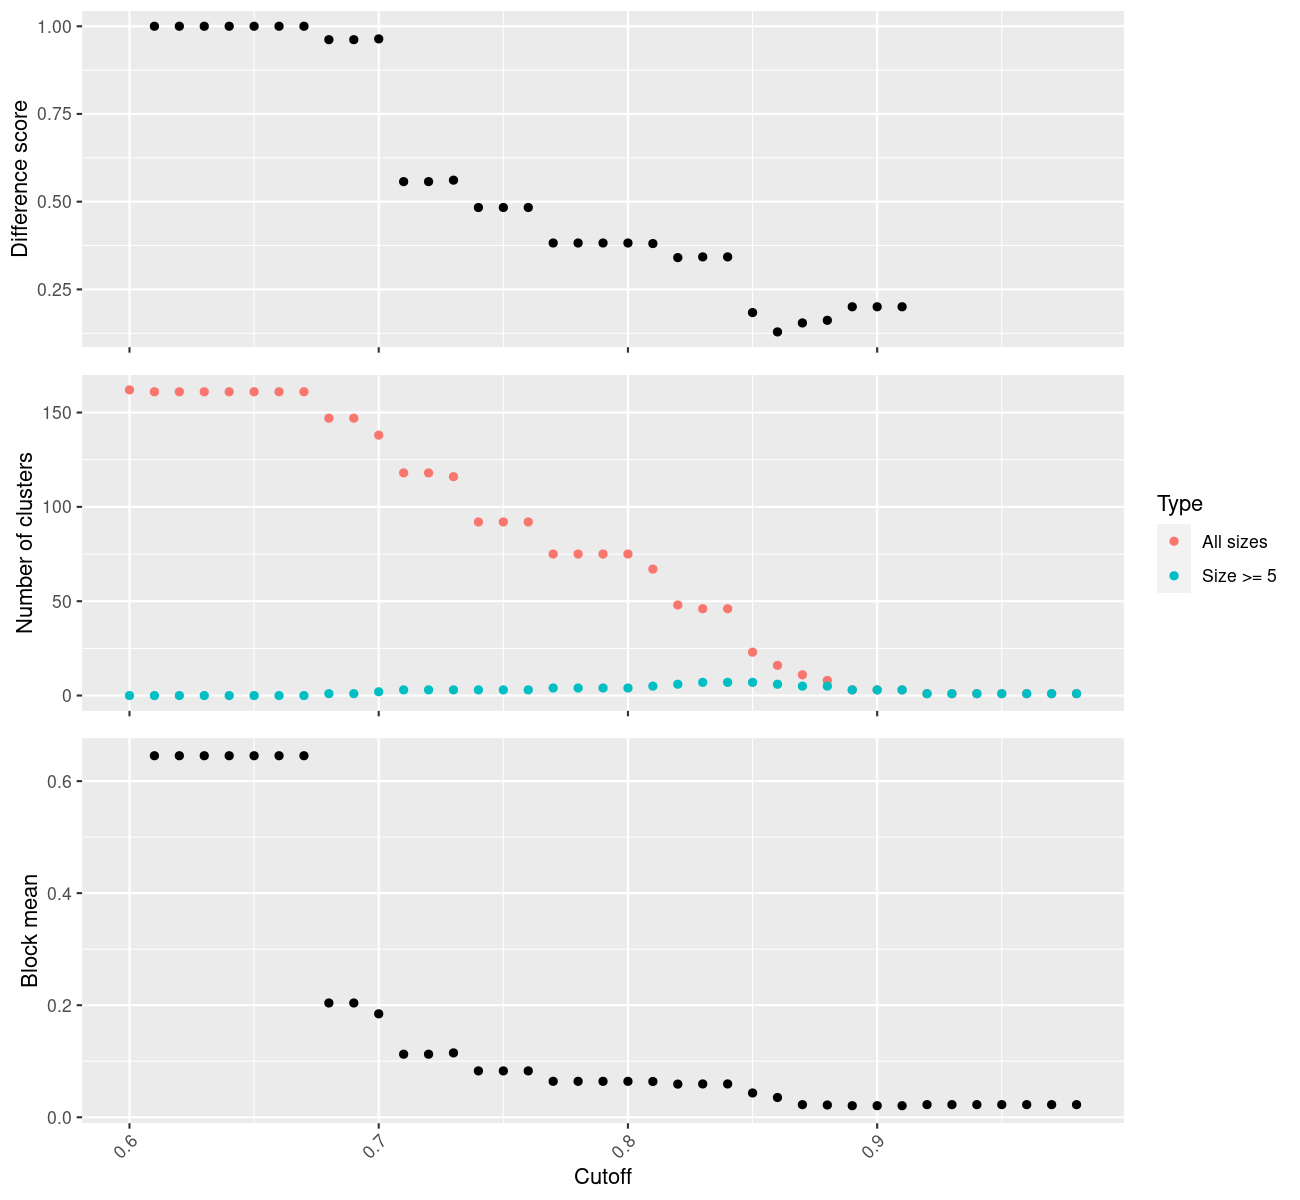 Difference score
1.00
0.75
0.50
0.25
Number of clusters
150
100
50
0
Type
All sizes
Size >= 5
Block mean
0.6
0.4
0.2
0.0
0.6 0.7 0.8 0.9
Cutoff